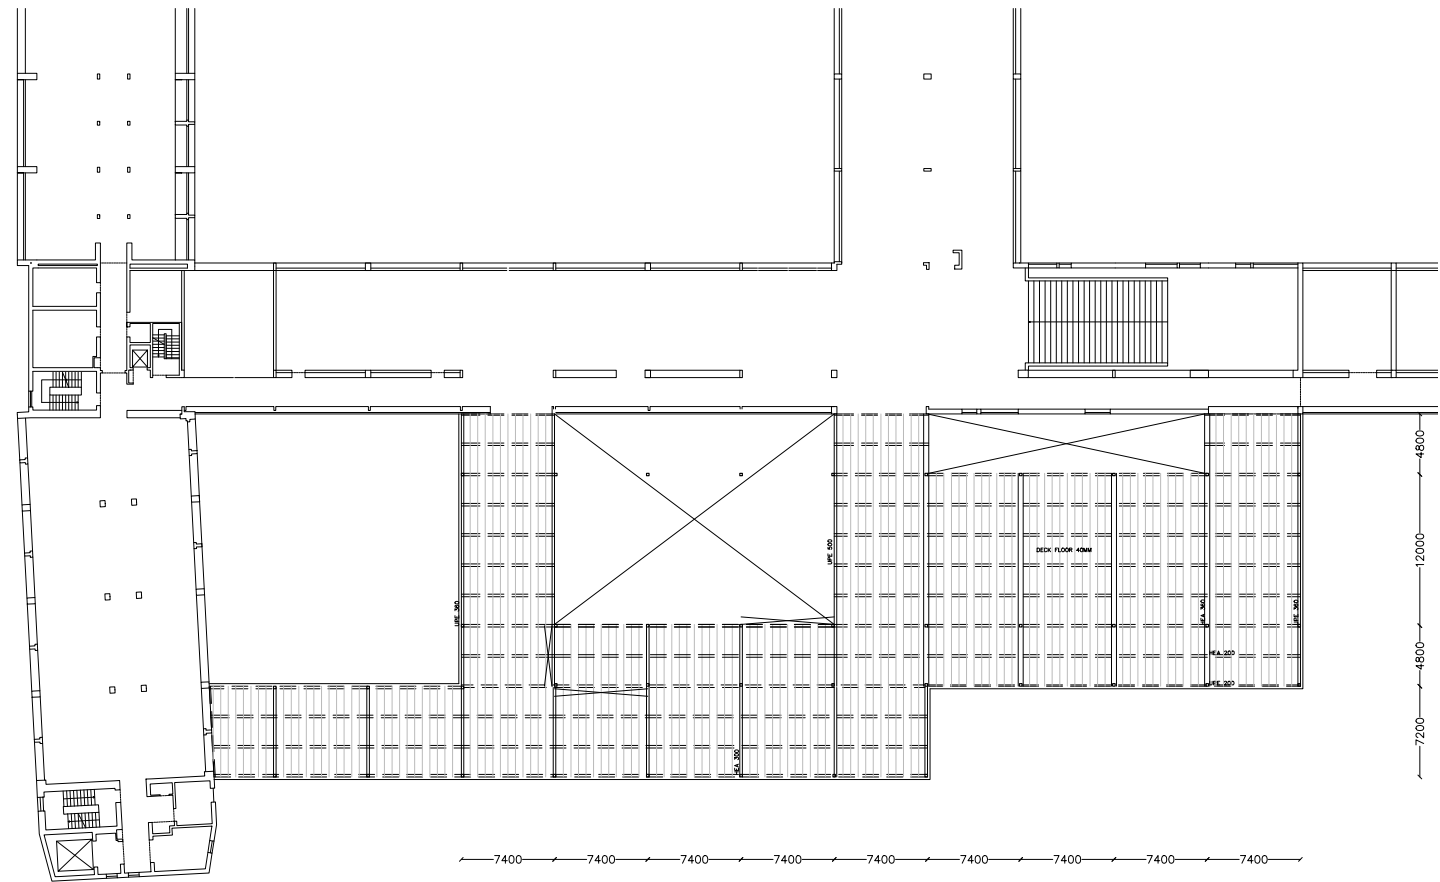 4800
UPE 500
DECK FLOOR 40MM
12000
UPE 360
HEA 360
UPE 360
HEA 200
4800
UPE 200
7200
HEA 300
7400 7400 7400 7400 7400 7400 7400 7400 7400